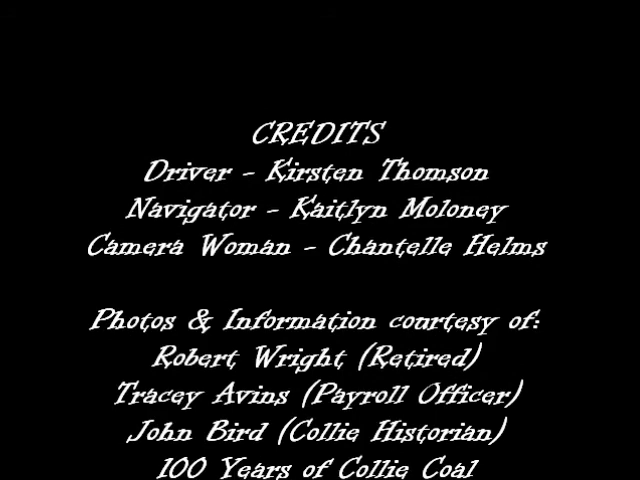 CREDITS
Driver - Kirsten Thomson
Navigator - Kaitlyn Moloney
Camera Woman - Chantelle Helms
Photos & Information courtesy of:
Robert Wright (Retired)
Tracey Avins (Payroll Officer)
John Bird (Collie Historian)
100 Years of Collie Coal